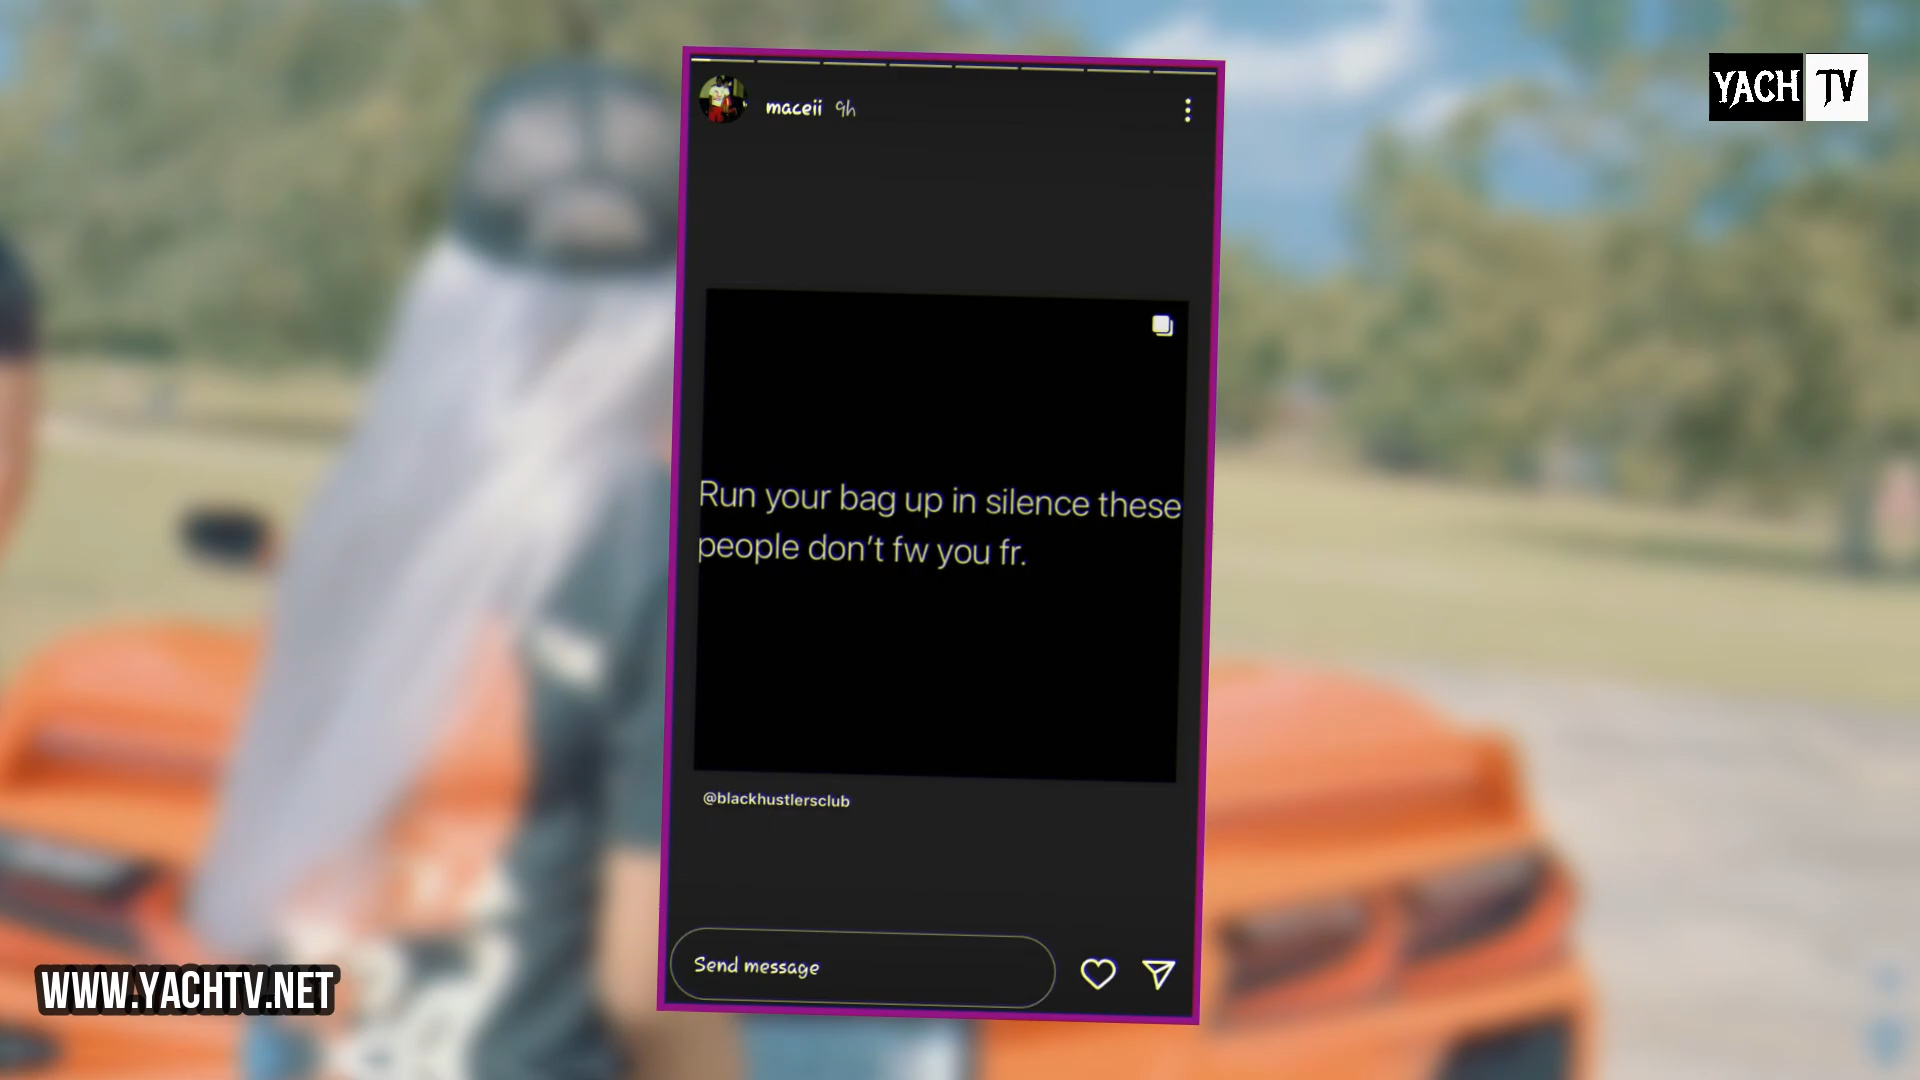 YACH TV
maceii 9h
Run your bag up in silence these
people don't fw you fr.
@blackhustlersclub
Send message
WWW.YACHTV.NET